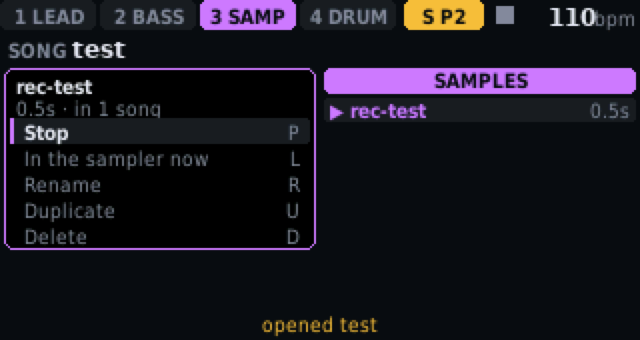 1 LEAD 2 BASS 3 SAMP 4 DRUM S P2 110bpm
SONG test
rec-test
0.5s · in 1 song
Stop P
In the sampler now L
Rename R
Duplicate U
Delete D
SAMPLES
▶ rec-test 0.5s
opened test